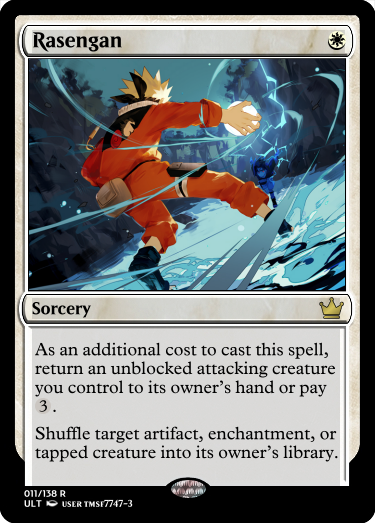 Rasengan
Sorcery
As an additional cost to cast this spell,
return an unblocked attacking creature
you control to its owner's hand or pay
3 .
Shuffle target artifact, enchantment, or
tapped creature into its owner's library.
011/138 R
ULT USER TMSF7747-3